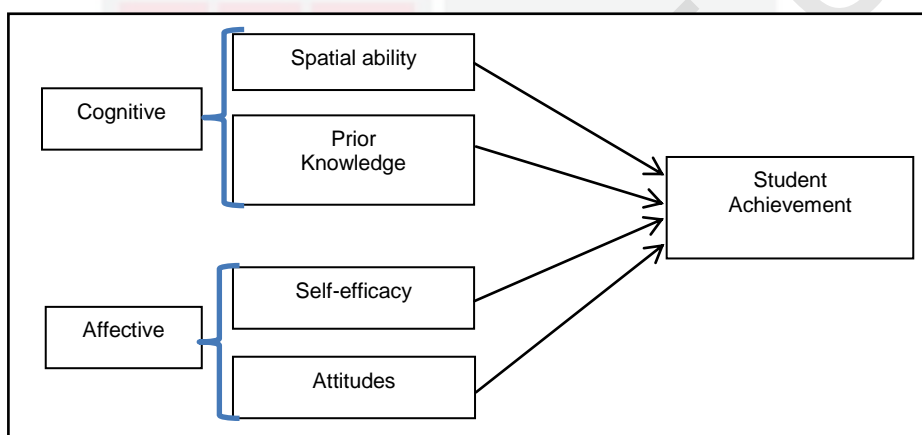 Spatial ability
Cognitive
Prior
Knowledge
Student
Achievement
Self-efficacy
Affective
Attitudes